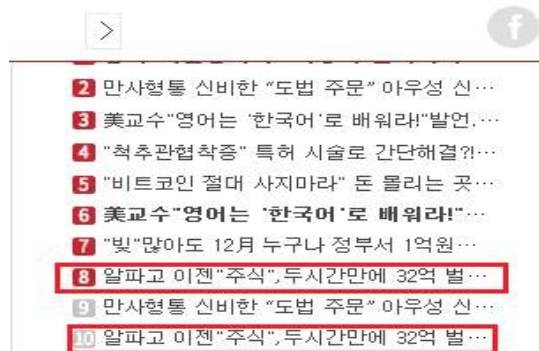 2 만사형통 신비한 “도법 주문” 아우성 신…
3 美교수"영어는 '한국어'로 배워라!"발언,…
4 "척추관협착증" 특허 시술로 간단해결?!…
5 "비트코인 절대 사지마라" 돈 몰리는 곳…
6 美교수"영어는 '한국어'로 배워라!"…
7 "빚"많아도 12月 누구나 정부서 1억원…
8 알파고 이젠"주식",두시간만에 32억 벌…
9 만사형통 신비한 “도법 주문” 아우성 신…
10 알파고 이젠"주식",두시간만에 32억 벌…